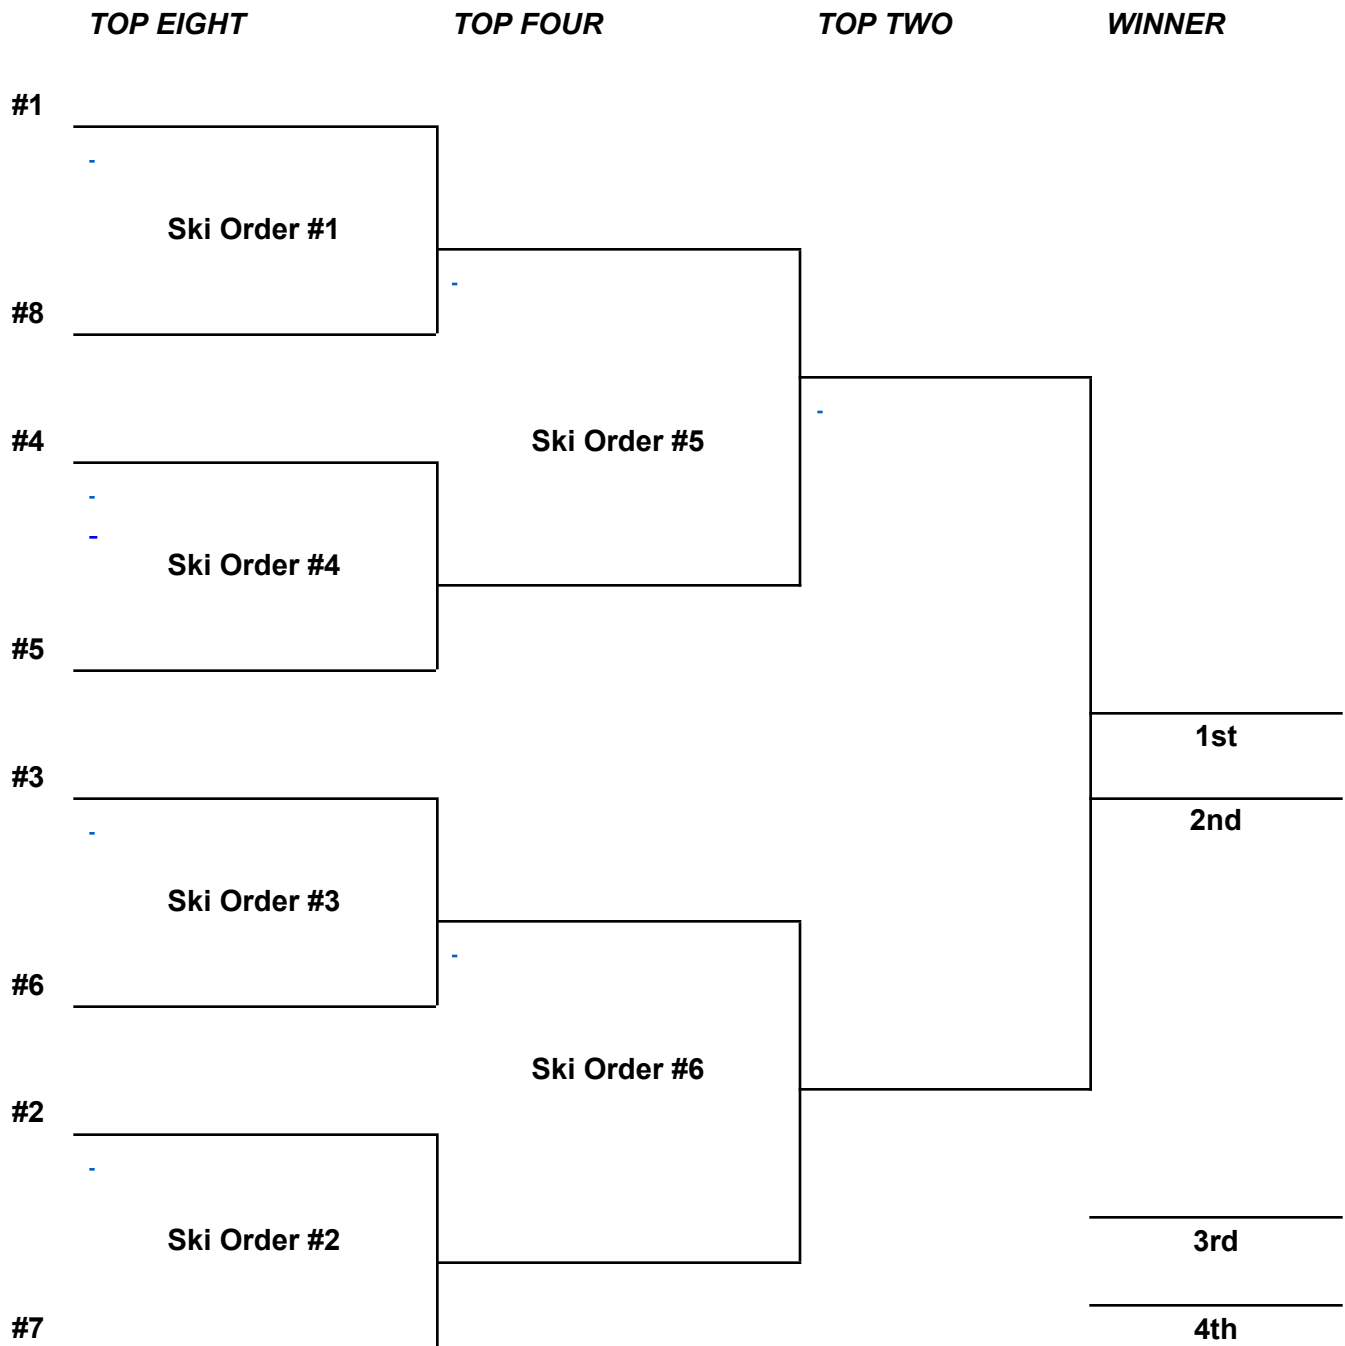 TOP EIGHT TOP FOUR TOP TWO WINNER
#1
-
Ski Order #1
-
#8
-
#4 Ski Order #5
-
-
Ski Order #4
#5
1st
#3
2nd
-
Ski Order #3
-
#6
Ski Order #6
#2
-
Ski Order #2 3rd
#7 4th